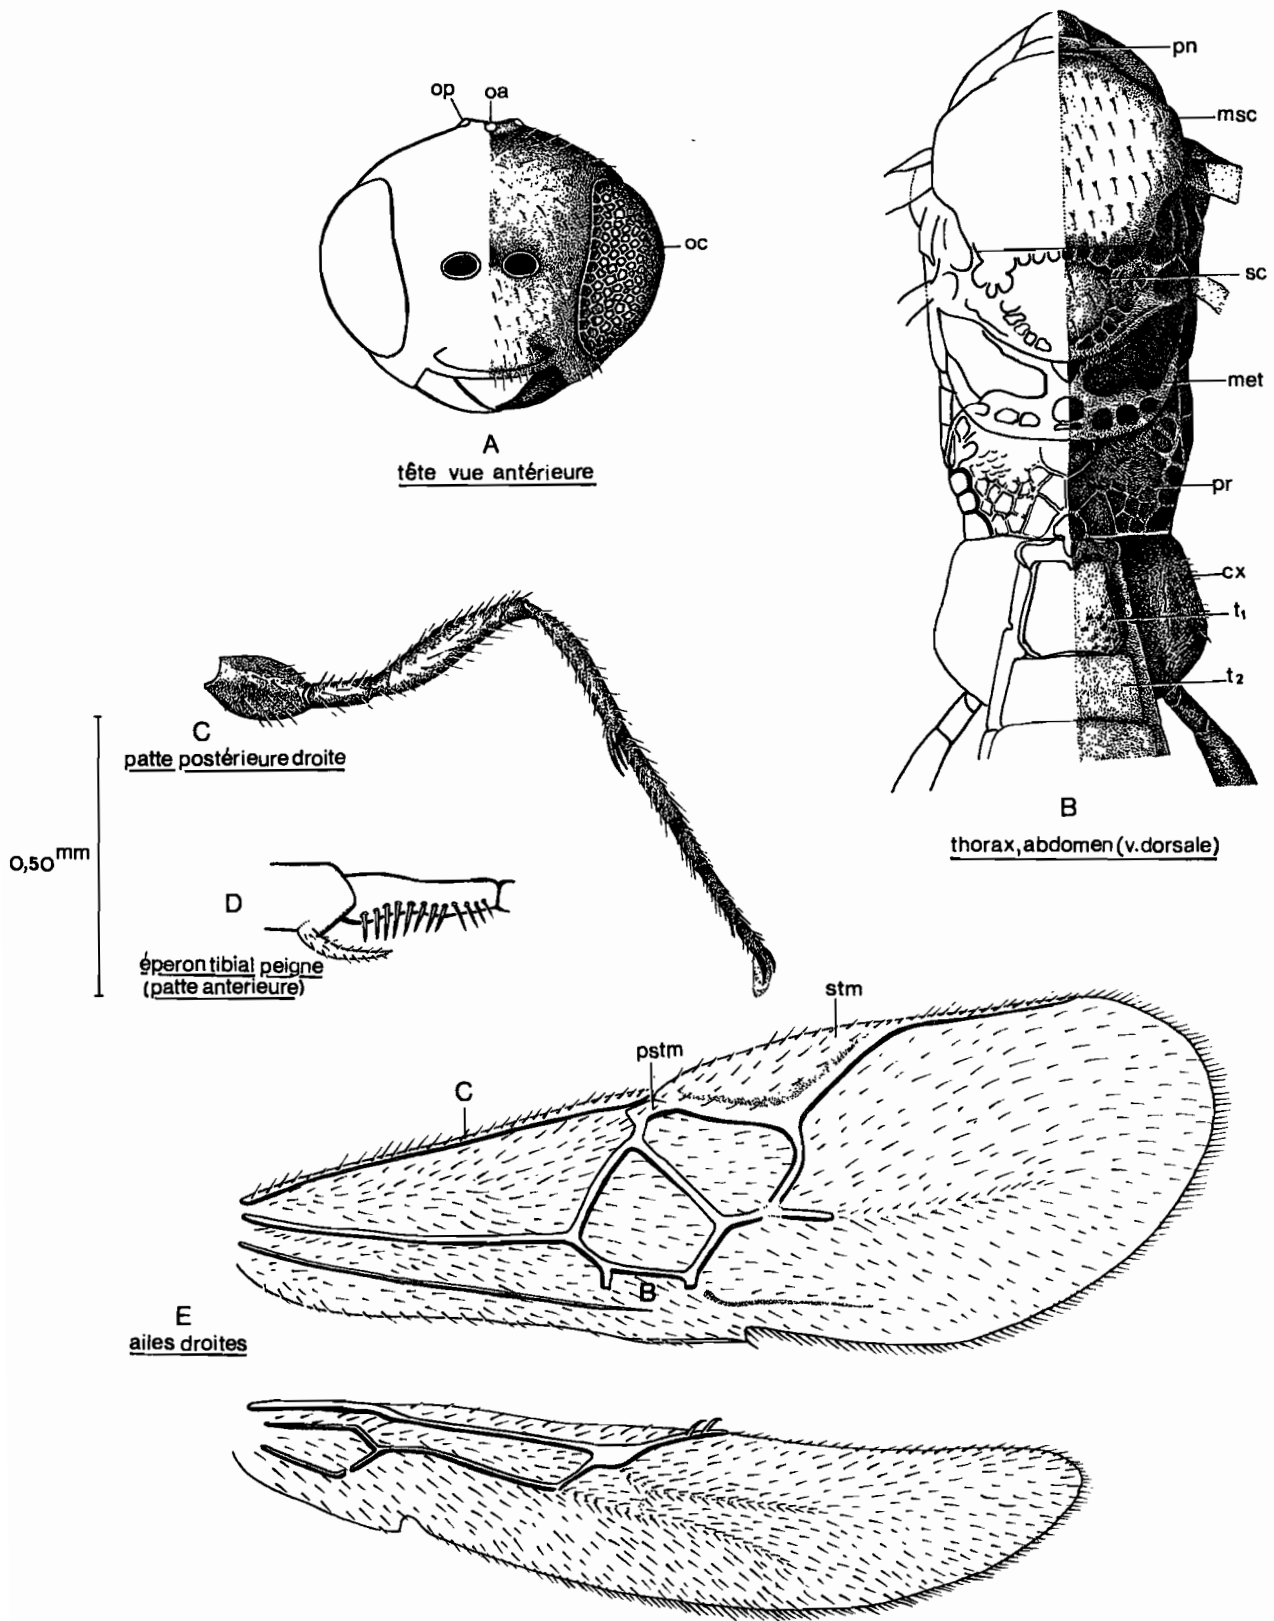 op
oa
oc
A
tête vue antérieure
pn
msc
sc
met
pr
cx
t₁
t₂
B
thorax, abdomen (v. dorsale)
C
patte postérieure droite
0,50 mm
D
éperon tibial peigne
(patte anterieure)
stm
pstm
C
B
E
ailes droites